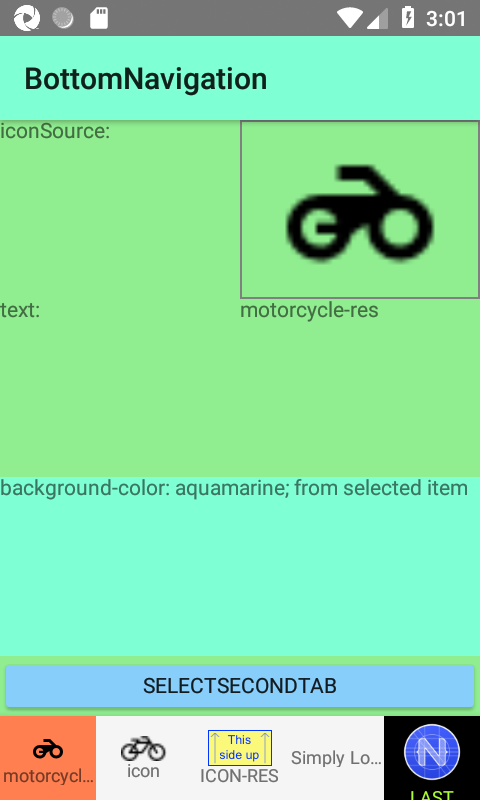 3:01
BottomNavigation
iconSource:
text: motorcycle-res
background-color: aquamarine; from selected item
SELECTSECONDTAB
This
side up
motorcycl... icon ICON-RES Simply Lo... LAST